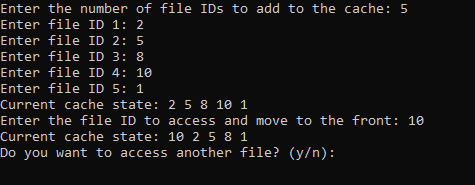 Enter the number of file IDs to add to the cache: 5
Enter file ID 1: 2
Enter file ID 2: 5
Enter file ID 3: 8
Enter file ID 4: 10
Enter file ID 5: 1
Current cache state: 2 5 8 10 1
Enter the file ID to access and move to the front: 10
Current cache state: 10 2 5 8 1
Do you want to access another file? (y/n):